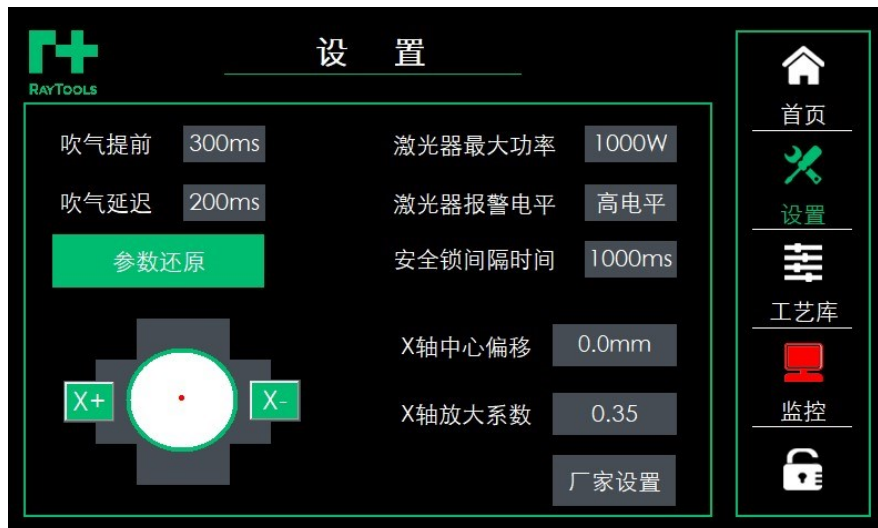 设 置
RAYTOOLS
首页
吹气提前 300ms
激光器最大功率 1000W
吹气延迟 200ms
激光器报警电平 高电平
设置
参数还原
安全锁间隔时间 1000ms
工艺库
X轴中心偏移 0.0mm
X+
X-
X轴放大系数 0.35
监控
厂家设置